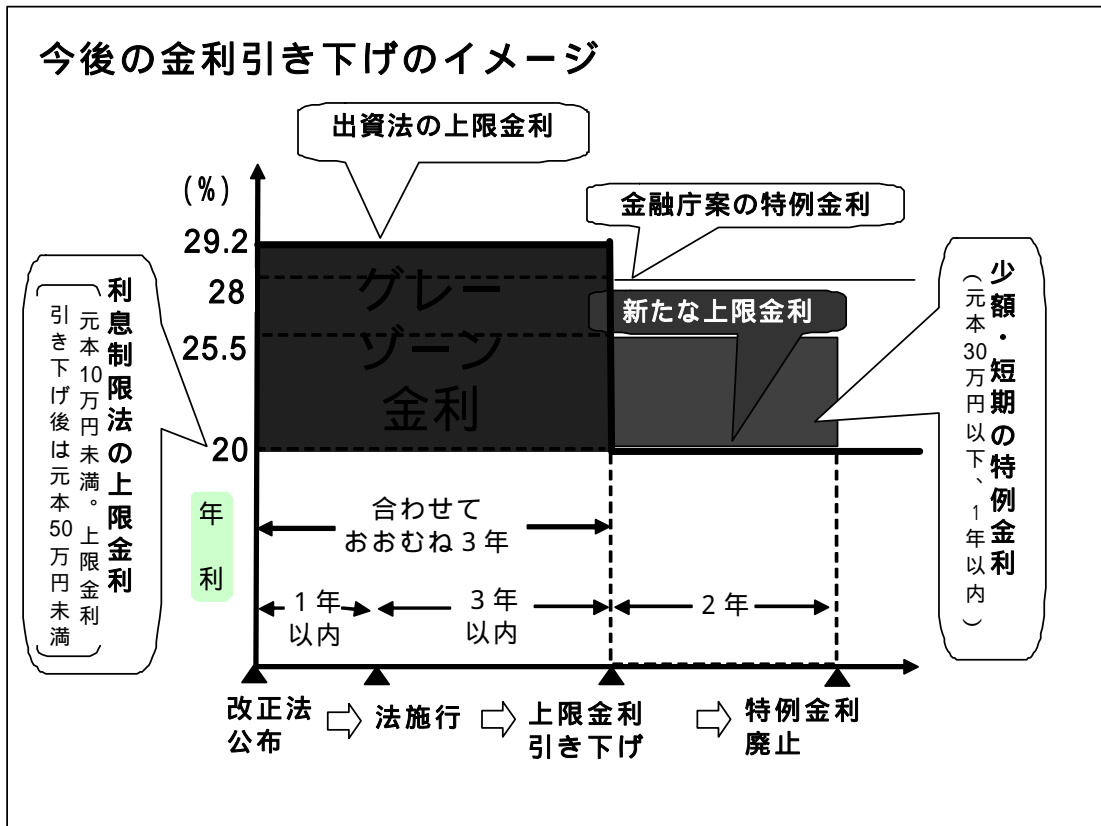 今後の金利引き下げのイメージ
出資法の上限金利
(%)
金融庁案の特例金利
29.2
28
25.5
20
グレー
ゾーン
金利
新たな上限金利
少額・短期の特例金利
(元本30万円以下、1年以内)
利息制限法の上限金利
元本10万円未満。上限金利
引き下げ後は元本50万円未満
年利
合わせて
おおむね3年
1年
以内
3年
以内
2年
改正法
公布
⇨
法施行
⇨
上限金利
引き下げ
⇨
特例金利
廃止